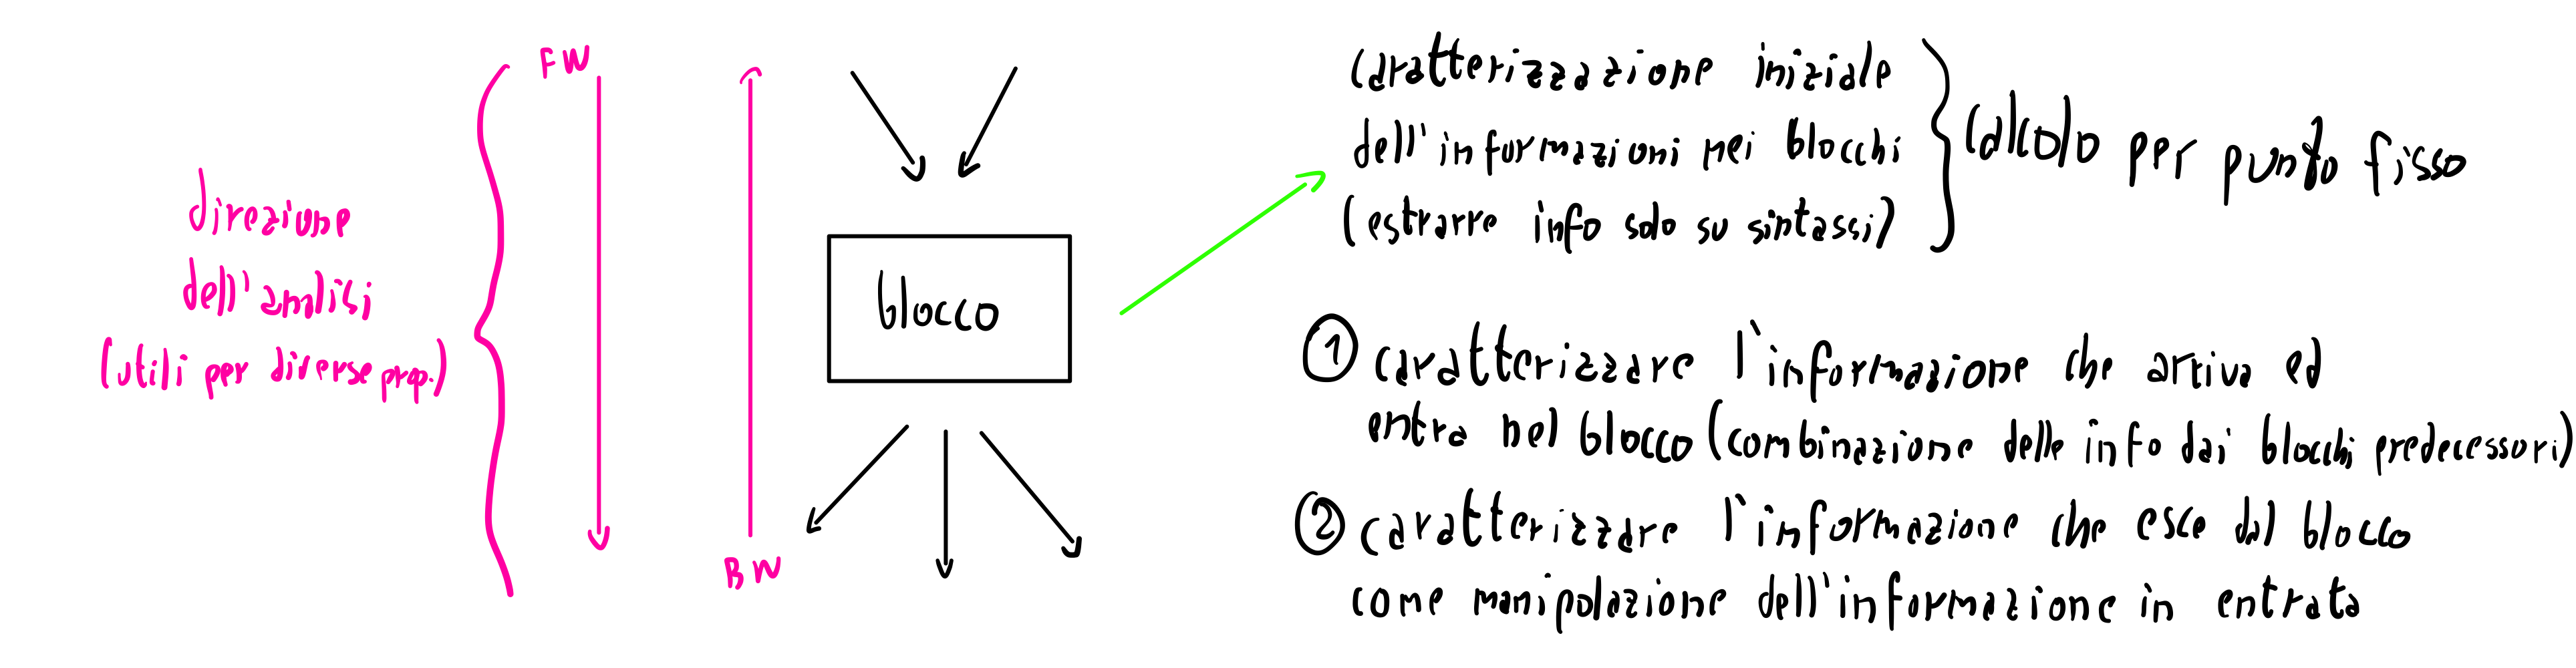 FW
direzione
dell'analisi
(utili per diverse prop.)
BW
blocco
caratterizzazione iniziale
dell'informazioni nei blocchi
(estrarre info solo su sintassi)
Calcolo per punto fisso
① caratterizzare l'informazione che arriva ed
entra nel blocco (combinazione delle info dai blocchi predecessori)
② caratterizzare l'informazione che esce dal blocco
come manipolazione dell'informazione in entrata